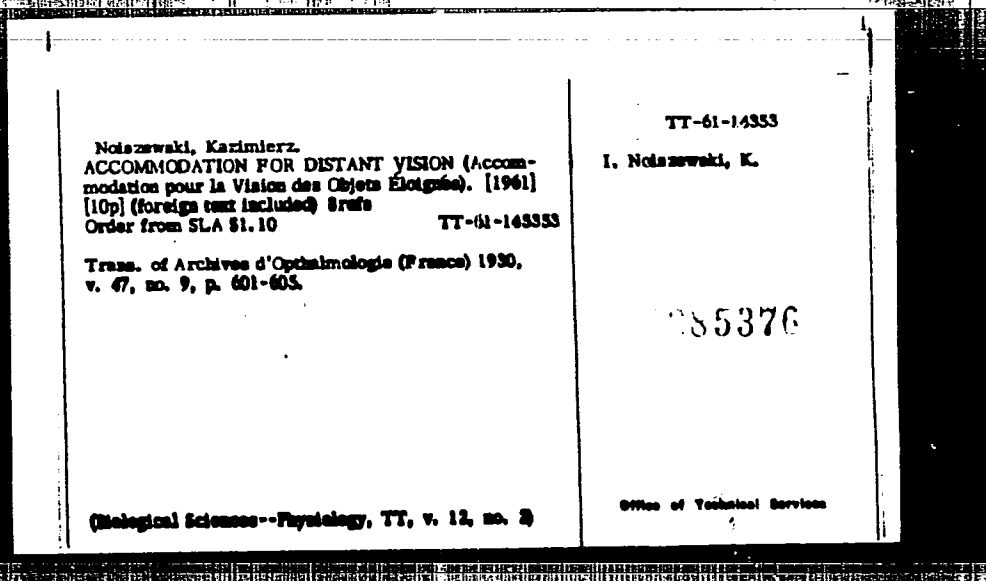 Noiszewski, Kazimierz.
ACCOMMODATION FOR DISTANT VISION (Accom-
modation pour la Vision des Objets Éloignés). [1961]
[10p] (foreign text included) 8refs
Order from SLA $1.10 TT-61-145353
Trans. of Archives d'Opthalmologie (France) 1930,
v. 47, no. 9, p. 601-605.
(Biological Sciences--Physiology, TT, v. 12, no. 2)
TT-61-14353
I. Noiszewski, K.
85376
Office of Technical Services